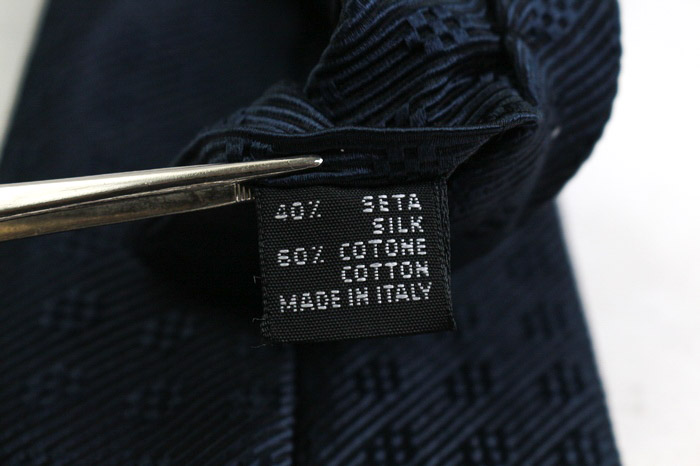 40% SETA
SILK
60% COTONE
COTTON
MADE IN ITALY